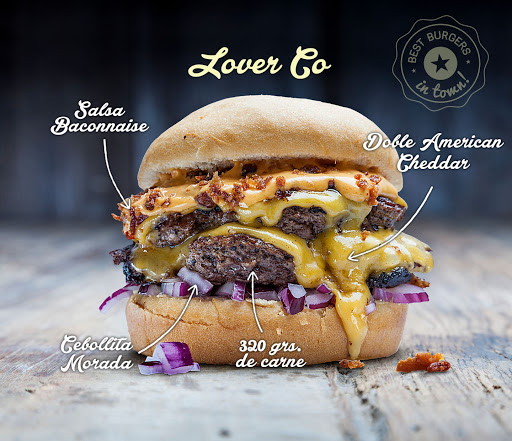 Lover Co
BEST BURGERS
in town!
Salsa
Baconnaise
Doble American
Cheddar
Cebollita
Morada
320 grs.
de carne